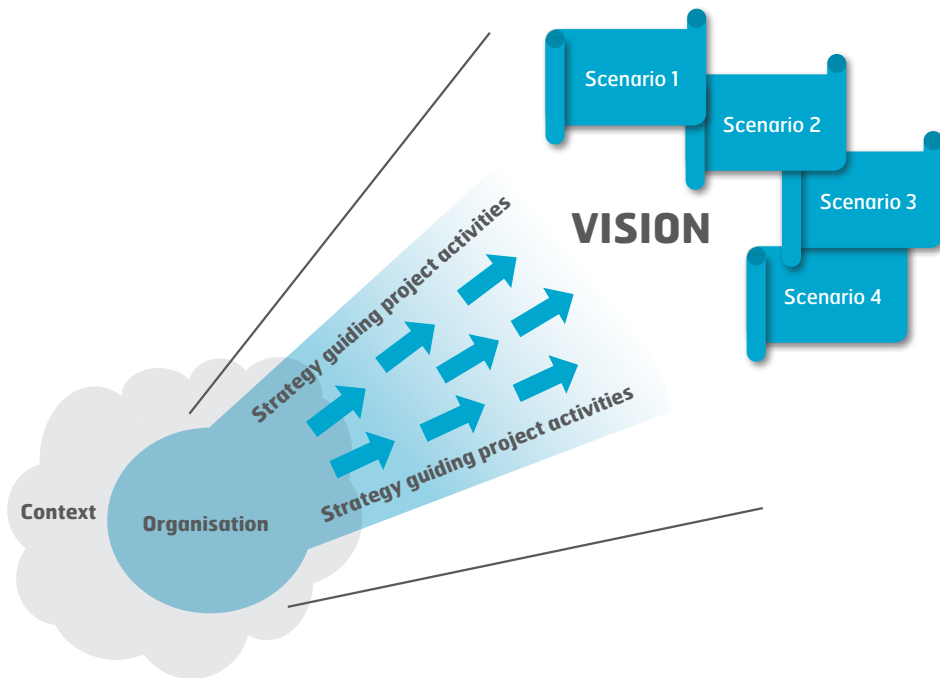 Scenario 1
Scenario 2
Scenario 3
Scenario 4
VISION
Strategy guiding project activities
Strategy guiding project activities
Context
Organisation